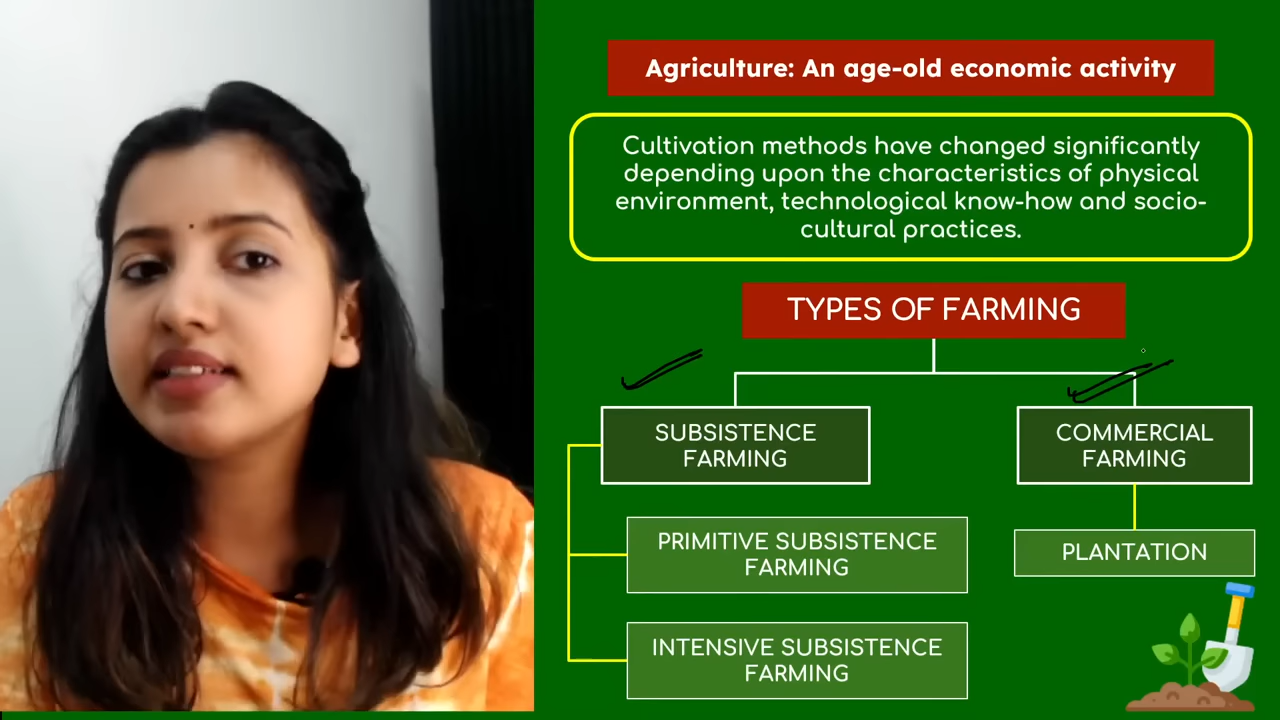 Agriculture: An age-old economic activity
Cultivation methods have changed significantly
depending upon the characteristics of physical
environment, technological know-how and socio-
cultural practices.
TYPES OF FARMING
SUBSISTENCE
FARMING
COMMERCIAL
FARMING
PRIMITIVE SUBSISTENCE
FARMING
PLANTATION
INTENSIVE SUBSISTENCE
FARMING